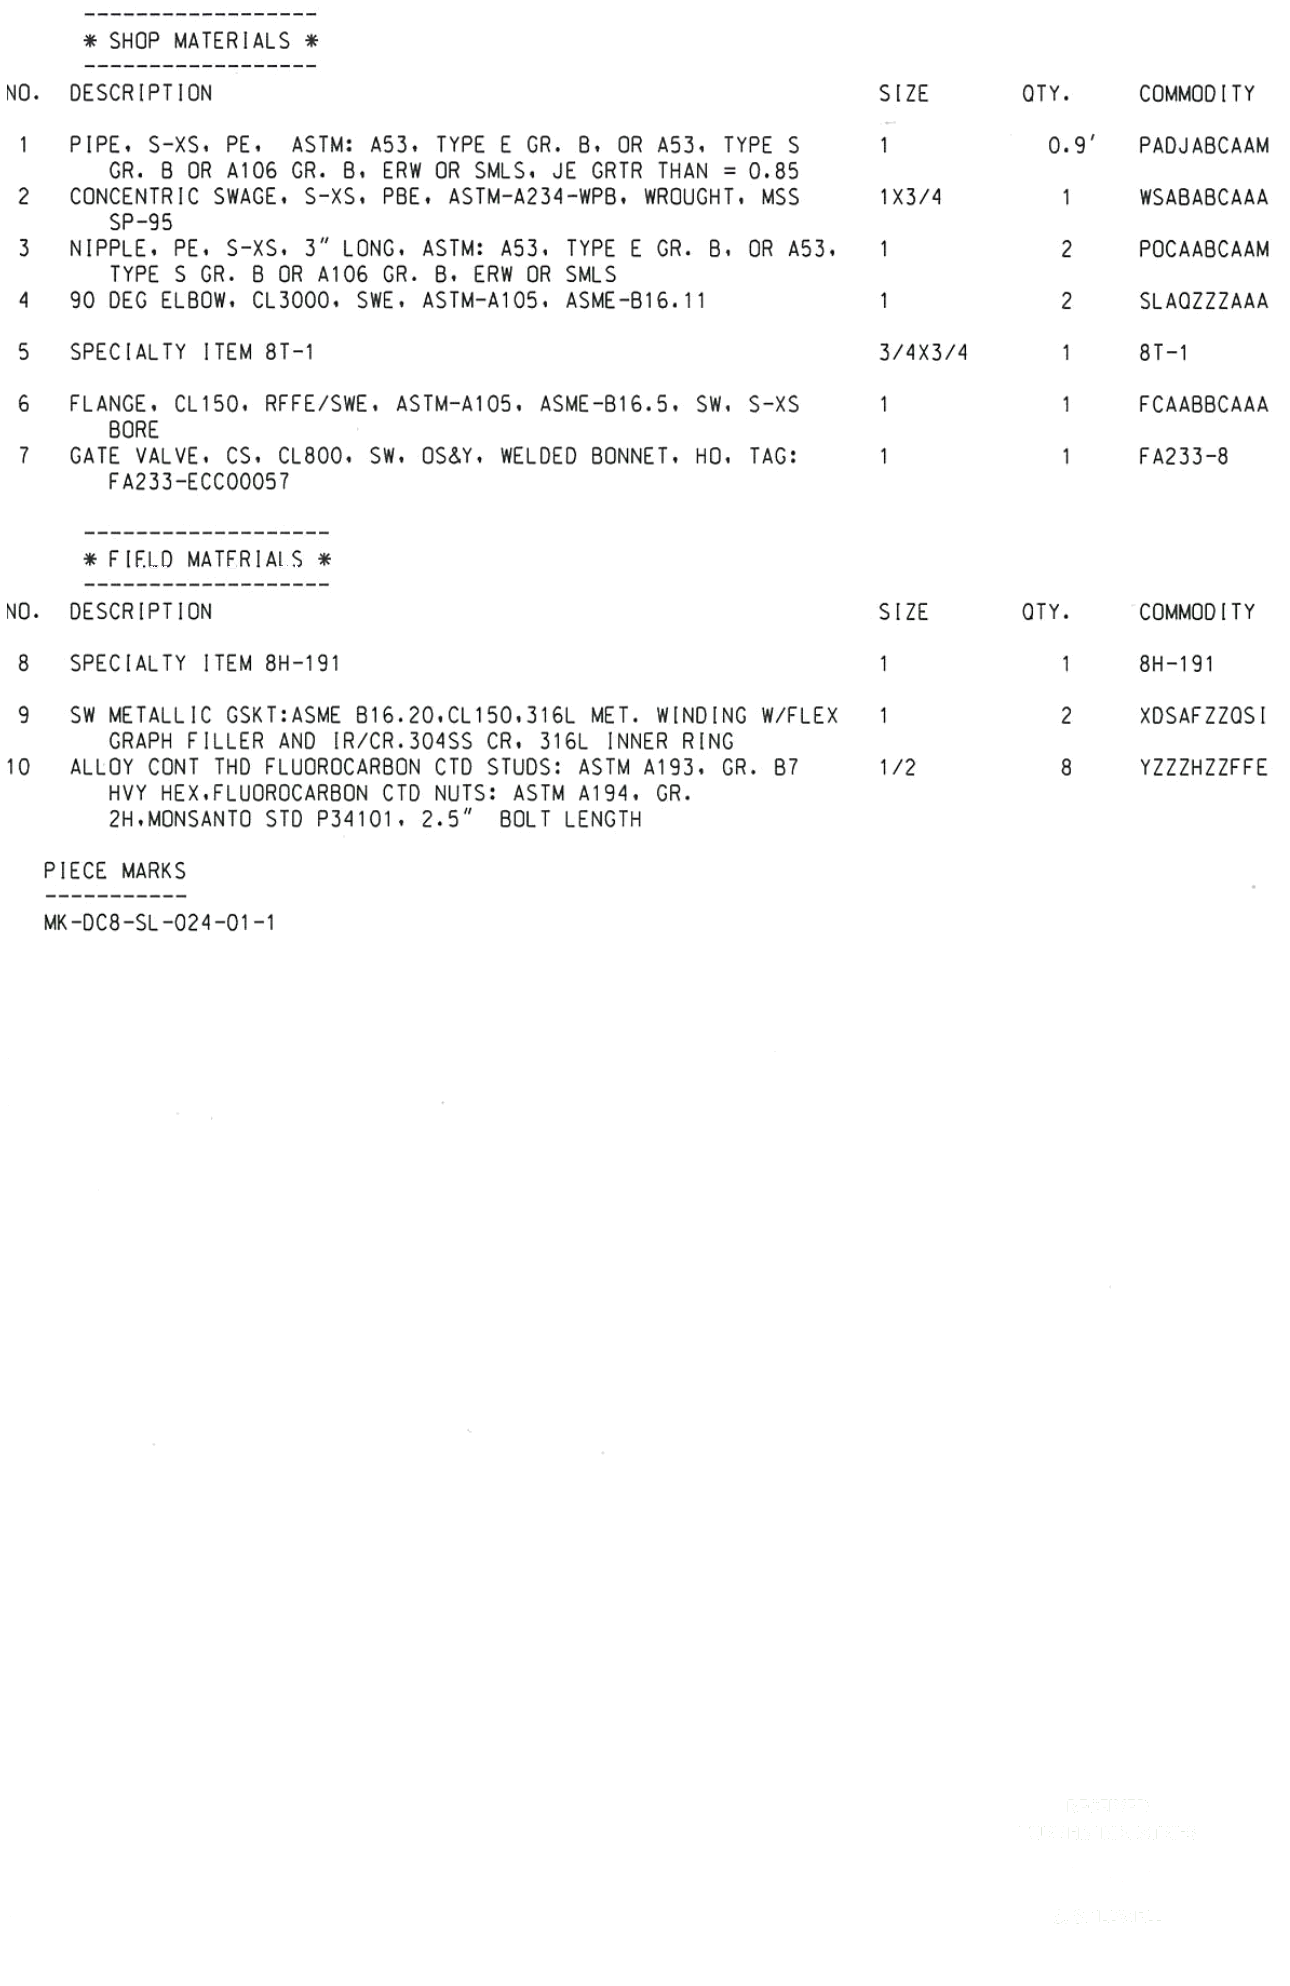 * SHOP MATERIALS *
NO. DESCRIPTION SIZE QTY. COMMODITY
1 PIPE, S-XS, PE, ASTM: A53, TYPE E GR. B, OR A53, TYPE S 1 0.9' PADJABCAAM
GR. B OR A106 GR. B, ERW OR SMLS, JE GRTR THAN = 0.85
2 CONCENTRIC SWAGE, S-XS, PBE, ASTM-A234-WPB, WROUGHT, MSS 1X3/4 1 WSABABCAAA
SP-95
3 NIPPLE, PE, S-XS, 3" LONG, ASTM: A53, TYPE E GR. B, OR A53, 1 2 POCAABCAAM
TYPE S GR. B OR A106 GR. B, ERW OR SMLS
4 90 DEG ELBOW, CL3000, SWE, ASTM-A105, ASME-B16.11 1 2 SLAQZZZAAA
5 SPECIALTY ITEM 8T-1 3/4X3/4 1 8T-1
6 FLANGE, CL150, RFFE/SWE, ASTM-A105, ASME-B16.5, SW, S-XS 1 1 FCAABBCAAA
BORE
7 GATE VALVE, CS, CL800, SW, OS&Y, WELDED BONNET, HO, TAG: 1 1 FA233-8
FA233-ECC00057
* FIELD MATERIALS *
NO. DESCRIPTION SIZE QTY. COMMODITY
8 SPECIALTY ITEM 8H-191 1 1 8H-191
9 SW METALLIC GSKT:ASME B16.20,CL150,316L MET. WINDING W/FLEX 1 2 XDSAFZZQSI
GRAPH FILLER AND IR/CR.304SS CR, 316L INNER RING
10 ALLOY CONT THD FLUOROCARBON CTD STUDS: ASTM A193, GR. B7 1/2 8 YZZZHZZFFE
HVY HEX,FLUOROCARBON CTD NUTS: ASTM A194, GR.
2H,MONSANTO STD P34101, 2.5" BOLT LENGTH
PIECE MARKS
MK-DC8-SL-024-01-1